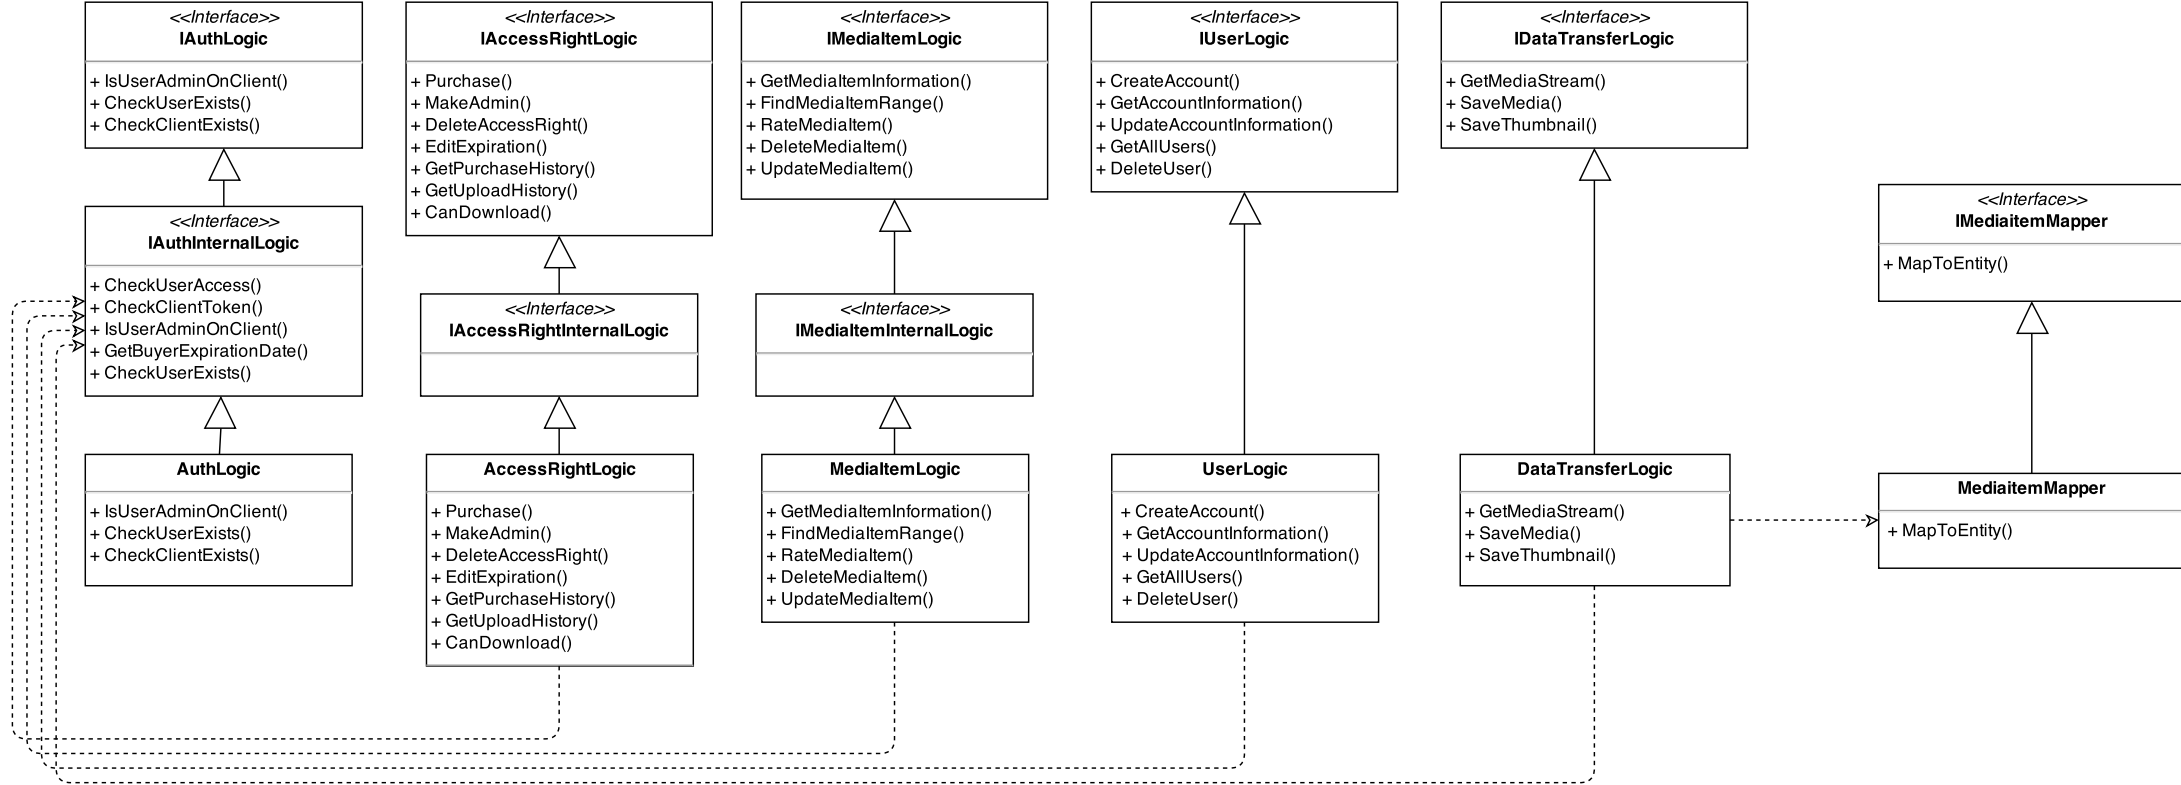 <<Interface>>
IAuthLogic
+ IsUserAdminOnClient()
+ CheckUserExists()
+ CheckClientExists()
<<Interface>>
IAccessRightLogic
+ Purchase()
+ MakeAdmin()
+ DeleteAccessRight()
+ EditExpiration()
+ GetPurchaseHistory()
+ GetUploadHistory()
+ CanDownload()
<<Interface>>
IMediaItemLogic
+ GetMediaItemInformation()
+ FindMediaItemRange()
+ RateMediaItem()
+ DeleteMediaItem()
+ UpdateMediaItem()
<<Interface>>
IUserLogic
+ CreateAccount()
+ GetAccountInformation()
+ UpdateAccountInformation()
+ GetAllUsers()
+ DeleteUser()
<<Interface>>
IDataTransferLogic
+ GetMediaStream()
+ SaveMedia()
+ SaveThumbnail()
<<Interface>>
IMediaitemMapper
+ MapToEntity()
<<Interface>>
IAuthInternalLogic
+ CheckUserAccess()
+ CheckClientToken()
+ IsUserAdminOnClient()
+ GetBuyerExpirationDate()
+ CheckUserExists()
<<Interface>>
IAccessRightInternalLogic
<<Interface>>
IMediaItemInternalLogic
AuthLogic
+ IsUserAdminOnClient()
+ CheckUserExists()
+ CheckClientExists()
AccessRightLogic
+ Purchase()
+ MakeAdmin()
+ DeleteAccessRight()
+ EditExpiration()
+ GetPurchaseHistory()
+ GetUploadHistory()
+ CanDownload()
MediaItemLogic
+ GetMediaItemInformation()
+ FindMediaItemRange()
+ RateMediaItem()
+ DeleteMediaItem()
+ UpdateMediaItem()
UserLogic
+ CreateAccount()
+ GetAccountInformation()
+ UpdateAccountInformation()
+ GetAllUsers()
+ DeleteUser()
DataTransferLogic
+ GetMediaStream()
+ SaveMedia()
+ SaveThumbnail()
MediaitemMapper
+ MapToEntity()